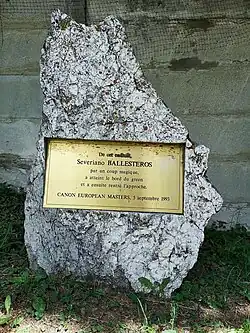 De cet endroit,
Severiano BALLESTEROS
par un coup magique,
a atteint le bord du green
et a ensuite rentré l'approche.
CANON EUROPEAN MASTERS, 5 septembre 1993